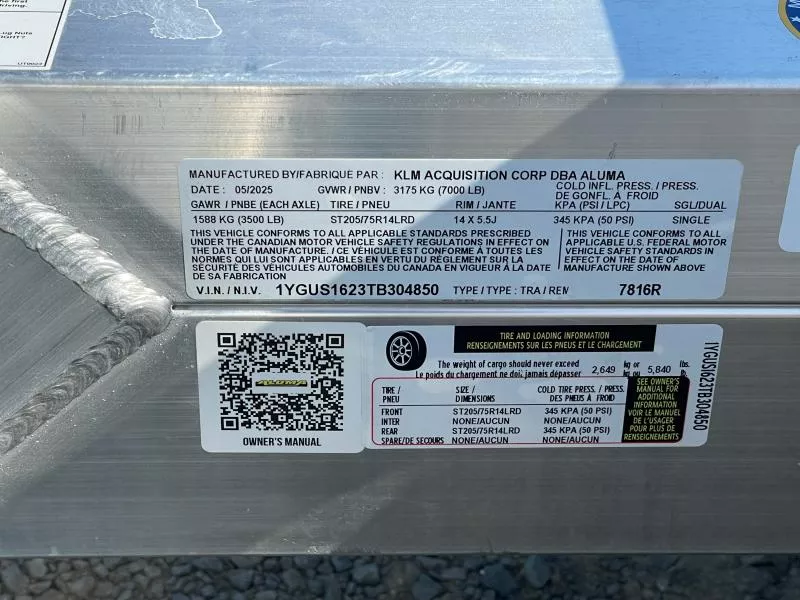 the first
driving.
ug Nuts
IGHT?
UT0023
MANUFACTURED BY/FABRIQUE PAR : KLM ACQUISITION CORP DBA ALUMA
DATE : 05/2025 GVWR / PNBV : 3175 KG (7000 LB) COLD INFL. PRESS. / PRESS. DE GONFL. À FROID
GAWR / PNBE (EACH AXLE) TIRE / PNEU RIM / JANTE KPA (PSI / LPC) SGL/DUAL
1588 KG (3500 LB) ST205/75R14LRD 14 X 5.5J 345 KPA (50 PSI) SINGLE
THIS VEHICLE CONFORMS TO ALL APPLICABLE STANDARDS PRESCRIBED
UNDER THE CANADIAN MOTOR VEHICLE SAFETY REGULATIONS IN EFFECT ON
THE DATE OF MANUFACTURE. / CE VÉHICULE EST CONFORME À TOUTES LES
NORMES QUI LUI SONT APPLICABLES EN VERTU DU RÈGLEMENT SUR LA
SÉCURITÉ DES VÉHICULES AUTOMOBILES DU CANADA EN VIGUEUR À LA DATE
DE SA FABRICATION
THIS VEHICLE CONFORMS TO ALL
APPLICABLE U.S. FEDERAL MOTOR
VEHICLE SAFETY STANDARDS
IN EFFECT ON THE DATE OF
MANUFACTURE SHOWN ABOVE
V.I.N. / N.I.V. 1YGUS1623TB304850 TYPE / TYPE : TRA / REM 7816R
ALUMA
OWNER'S MANUAL
TIRE AND LOADING INFORMATION
RENSEIGNEMENTS SUR LES PNEUS ET LE CHARGEMENT
The weight of cargo should never exceed
Le poids du chargement ne doit jamais dépasser 2,649 kg or kg ou 5,840 lbs.
TIRE / PNEU SIZE / DIMENSIONS COLD TIRE PRESS. / PRESS. DES PNEUS À FROID
FRONT ST205/75R14LRD 345 KPA (50 PSI)
INTER NONE/AUCUN NONE/AUCUN
REAR ST205/75R14LRD 345 KPA (50 PSI)
SPARE/DE SECOURS NONE/AUCUN NONE/AUCUN
SEE OWNER'S
MANUAL FOR
ADDITIONAL
INFORMATION
VOIR LE MANUEL
DE L'USAGER
POUR PLUS DE
RENSEIGNEMENTS
1YGUS1623TB304850